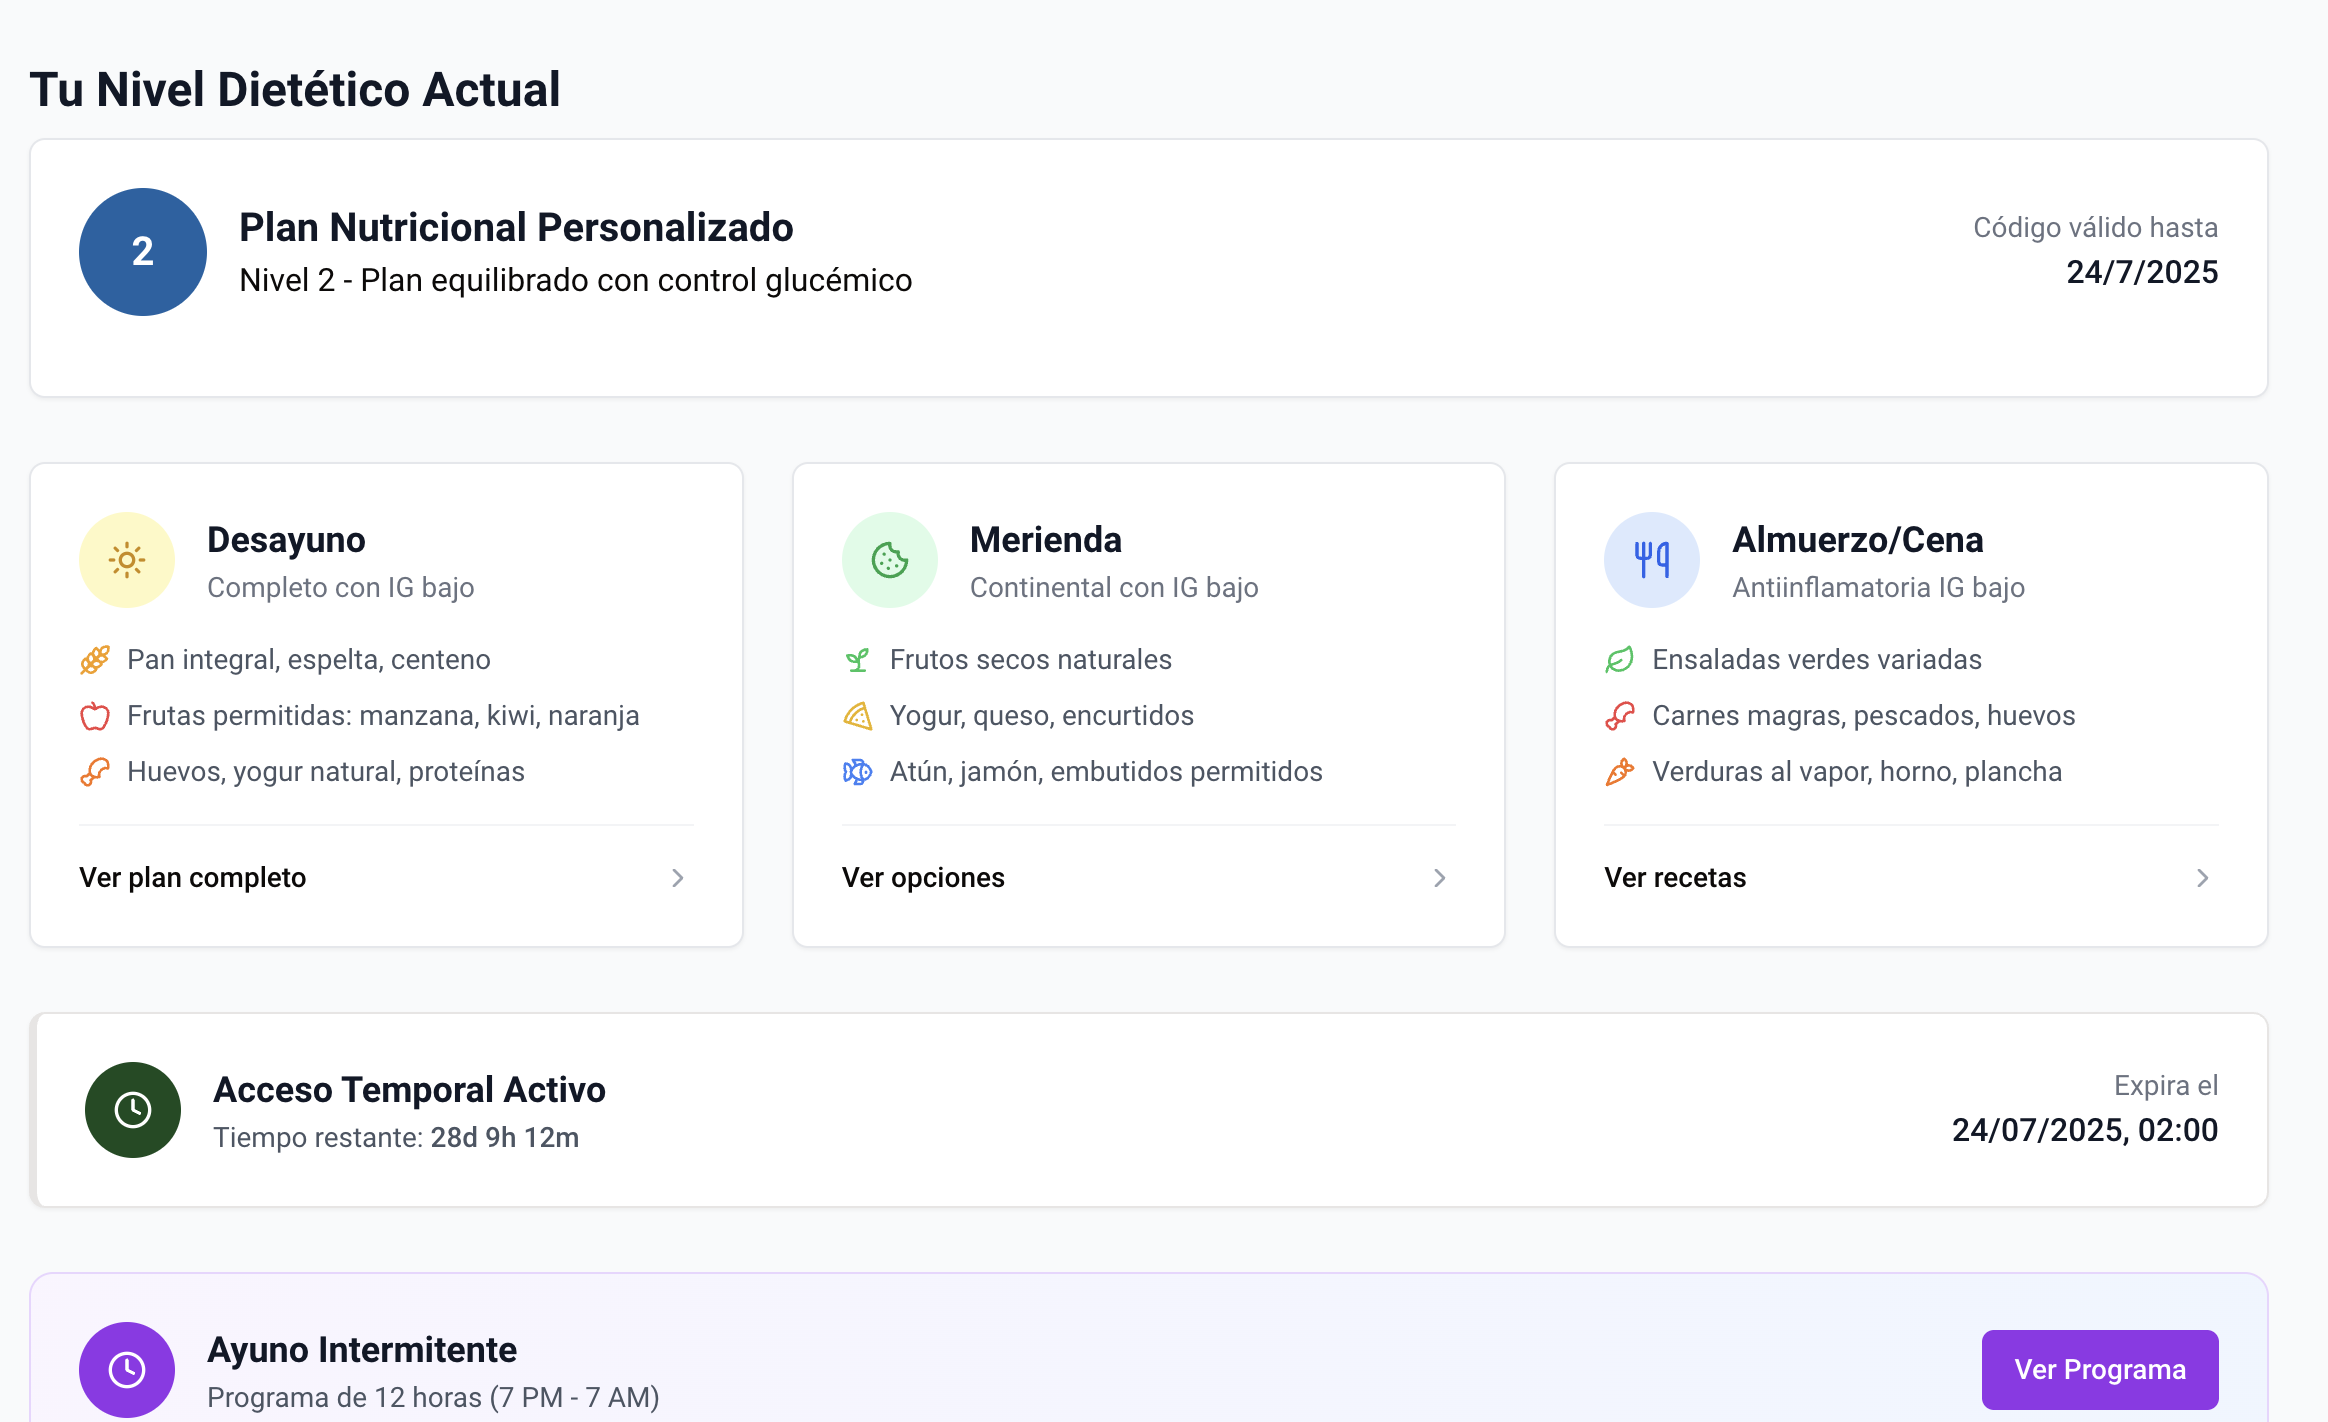 Tu Nivel Dietético Actual
2
Plan Nutricional Personalizado
Nivel 2 - Plan equilibrado con control glucémico
Código válido hasta
24/7/2025
Desayuno
Completo con IG bajo
Pan integral, espelta, centeno
Frutas permitidas: manzana, kiwi, naranja
Huevos, yogur natural, proteínas
Ver plan completo
Merienda
Continental con IG bajo
Frutos secos naturales
Yogur, queso, encurtidos
Atún, jamón, embutidos permitidos
Ver opciones
Almuerzo/Cena
Antiinflamatoria IG bajo
Ensaladas verdes variadas
Carnes magras, pescados, huevos
Verduras al vapor, horno, plancha
Ver recetas
Acceso Temporal Activo
Tiempo restante: 28d 9h 12m
Expira el
24/07/2025, 02:00
Ayuno Intermitente
Programa de 12 horas (7 PM - 7 AM)
Ver Programa